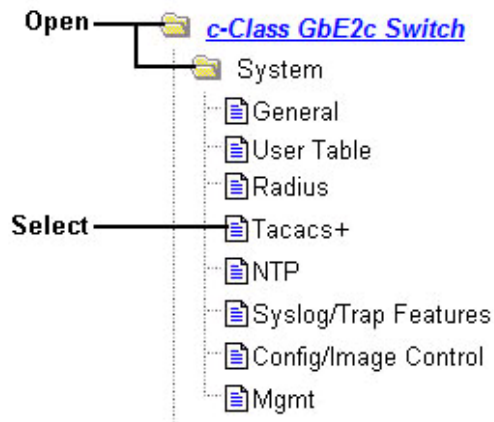 Open c-Class GbE2c Switch
System
General
User Table
Radius
Select Tacacs+
NTP
Syslog/Trap Features
Config/Image Control
Mgmt